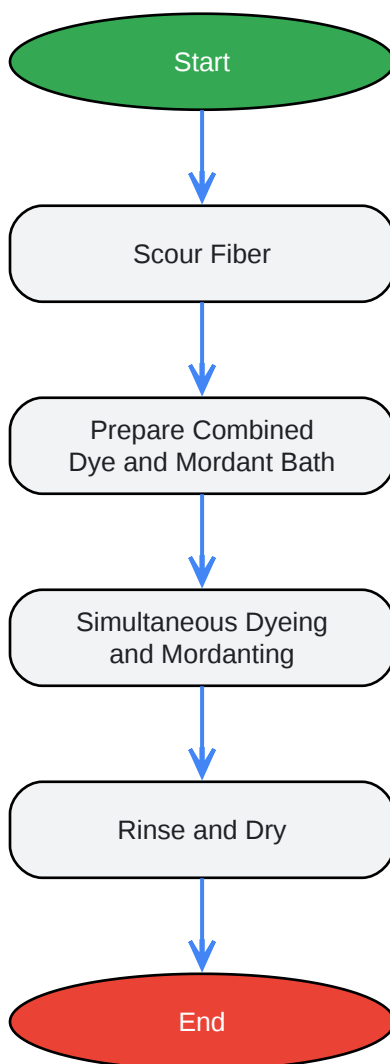 Start
Scour Fiber
Prepare Combined
Dye and Mordant Bath
Simultaneous Dyeing
and Mordanting
Rinse and Dry
End